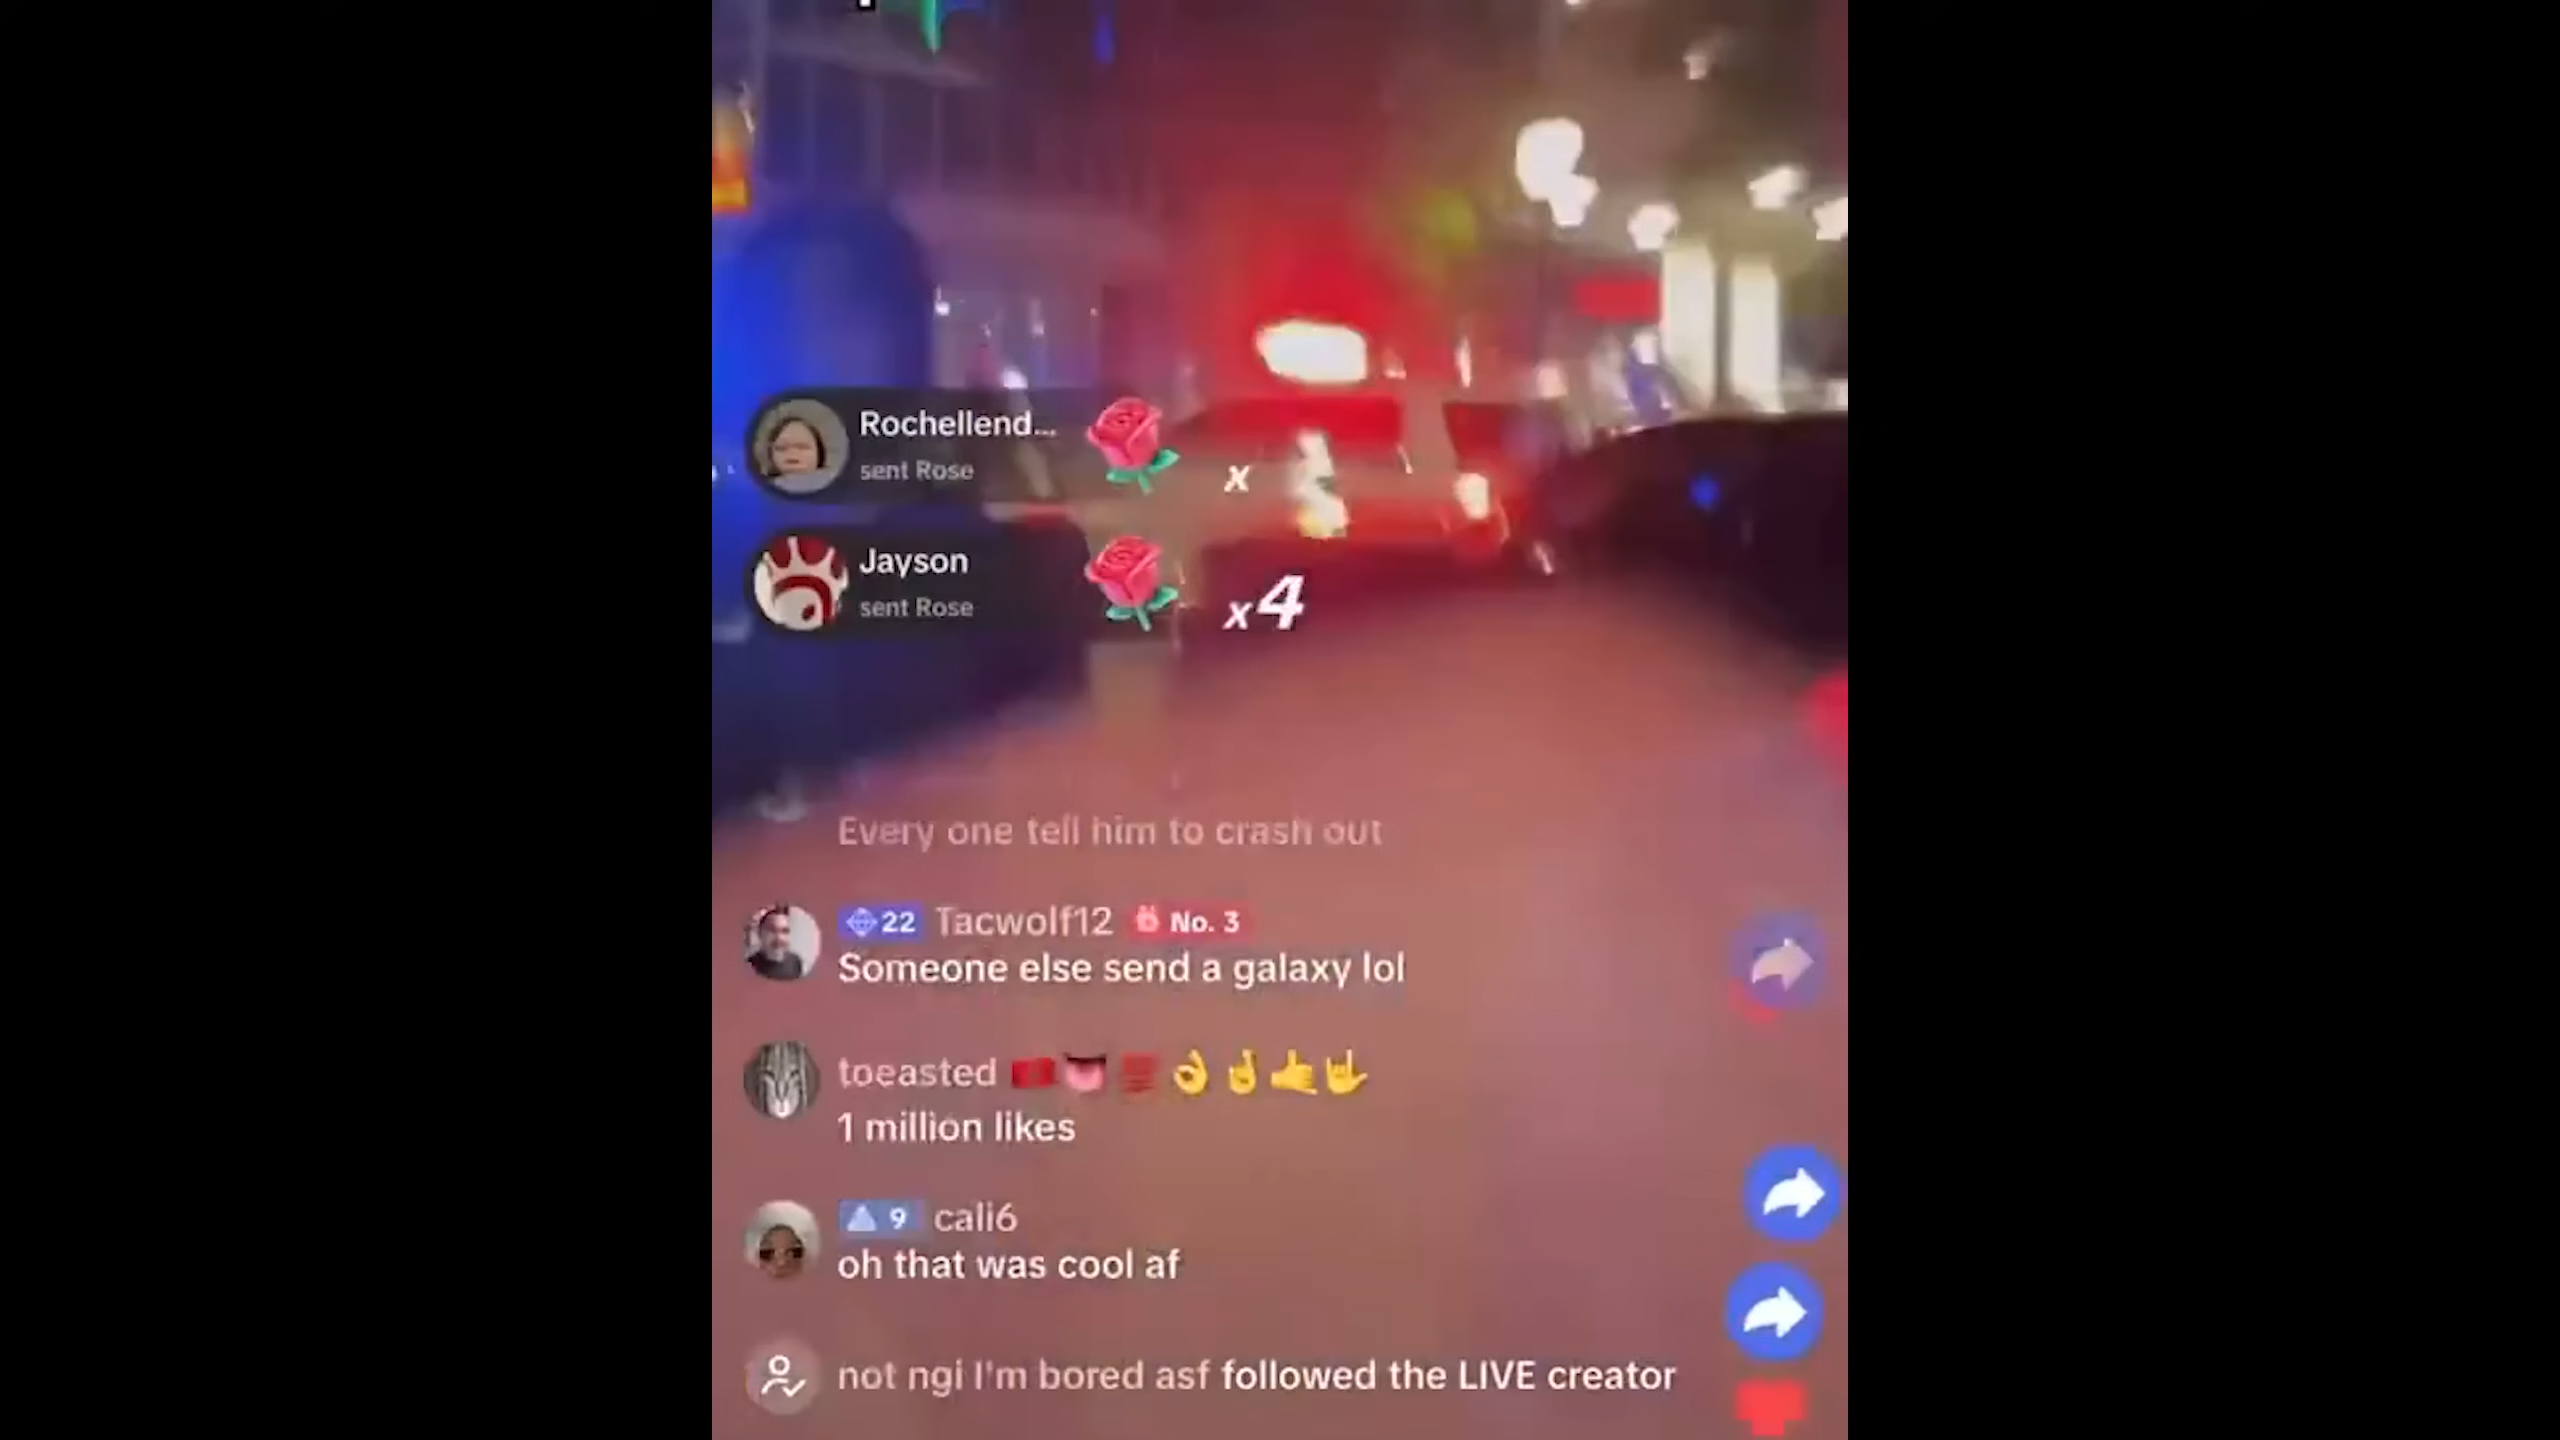 Rochellend...
sent Rose
x
Jayson
sent Rose
x4
Every one tell him to crash out
22 Tacwolf12 No. 3
Someone else send a galaxy lol
toeasted
1 million likes
9 cali6
oh that was cool af
not ngi I'm bored asf followed the LIVE creator